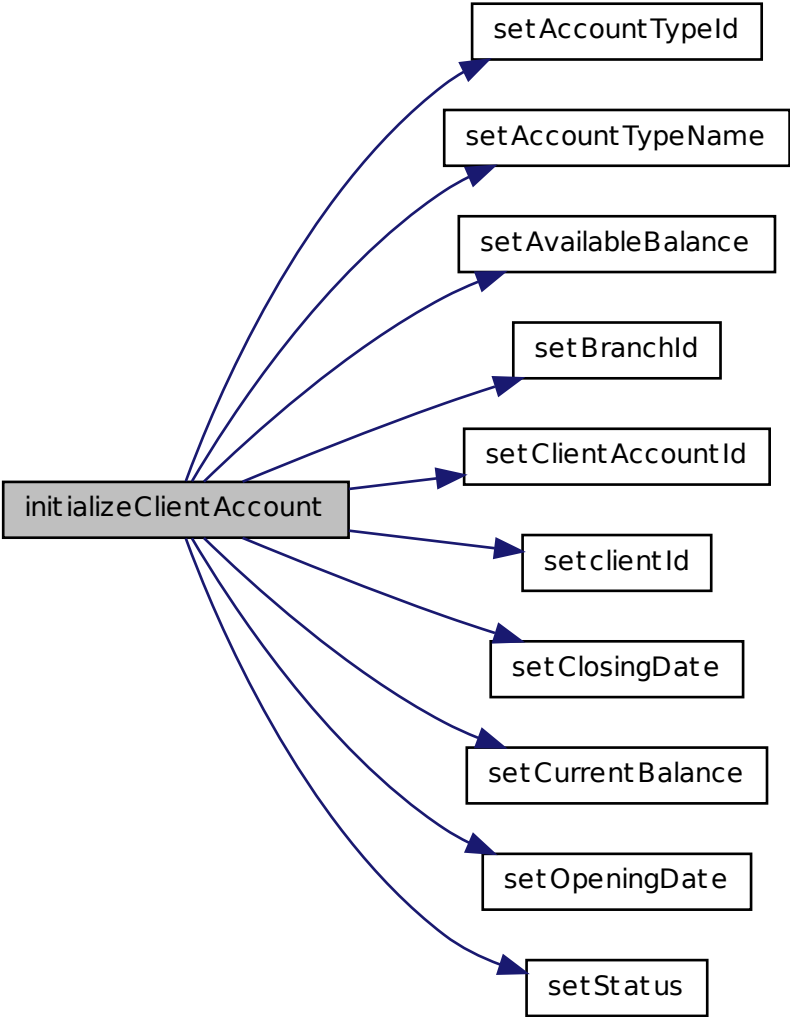 setAccountTypeId
setAccountTypeName
setAvailableBalance
setBranchId
setClientAccountId
initializeClientAccount
setclientId
setClosingDate
setCurrentBalance
setOpeningDate
setStatus